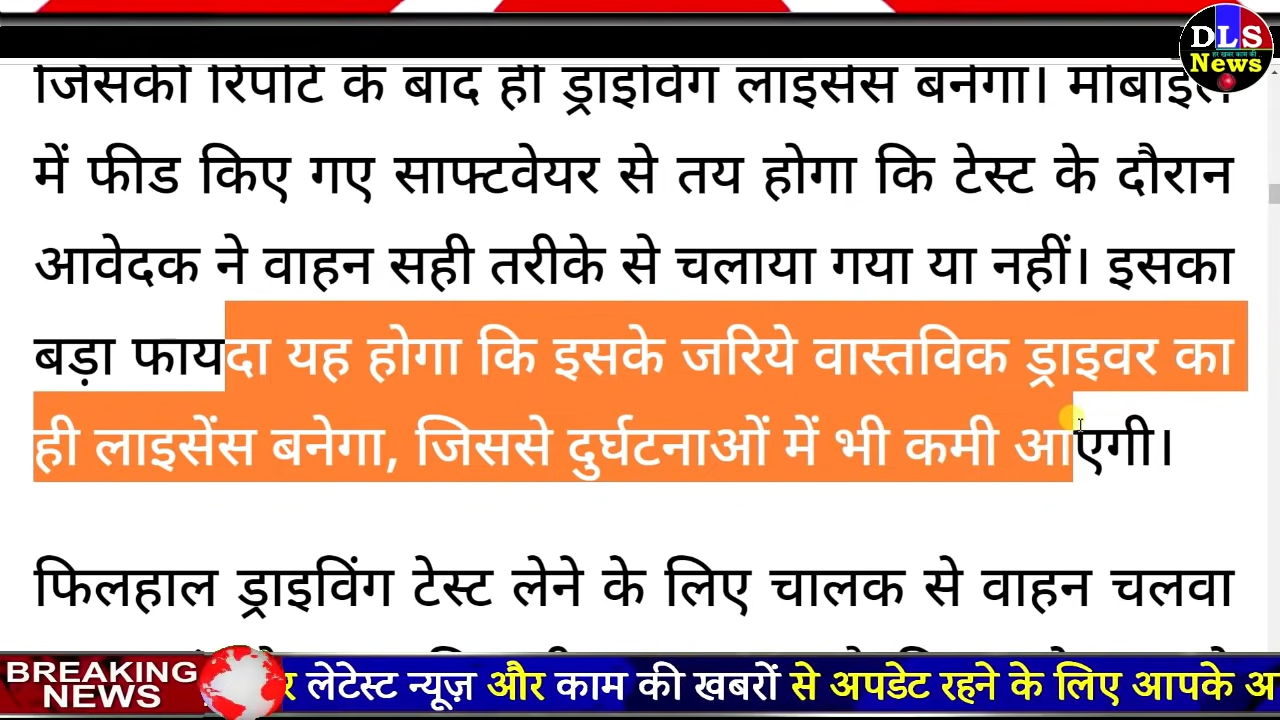 DLS
News
जिसकी रिपोर्ट के बाद ही ड्राइविंग लाइसेंस बनेगा। मोबाइल
में फीड किए गए साफ्टवेयर से तय होगा कि टेस्ट के दौरान
आवेदक ने वाहन सही तरीके से चलाया गया या नहीं। इसका
बड़ा फायदा यह होगा कि इसके जरिये वास्तविक ड्राइवर का
ही लाइसेंस बनेगा, जिससे दुर्घटनाओं में भी कमी आएगी।
फिलहाल ड्राइविंग टेस्ट लेने के लिए चालक से वाहन चलवा
BREAKING
NEWS
लेटेस्ट न्यूज़ और काम की खबरों से अपडेट रहने के लिए आपके